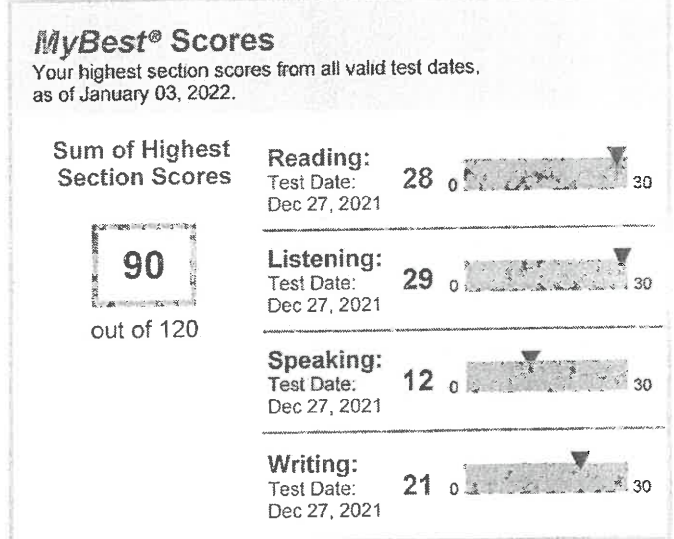 MyBest® Scores
Your highest section scores from all valid test dates,
as of January 03, 2022.
Sum of Highest
Section Scores
90
out of 120
Reading:
Test Date:
Dec 27, 2021
28
0
30
Listening:
Test Date:
Dec 27, 2021
29
0
30
Speaking:
Test Date:
Dec 27, 2021
12
0
30
Writing:
Test Date:
Dec 27, 2021
21
0
30